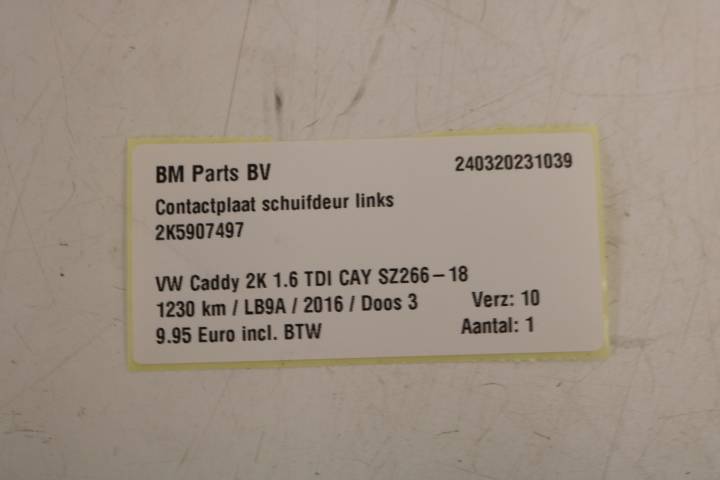 BM Parts BV 240320231039
Contactplaat schuifdeur links
2K5907497
VW Caddy 2K 1.6 TDI CAY SZ266-18
1230 km / LB9A / 2016 / Doos 3 Verz: 10
9.95 Euro incl. BTW Aantal: 1